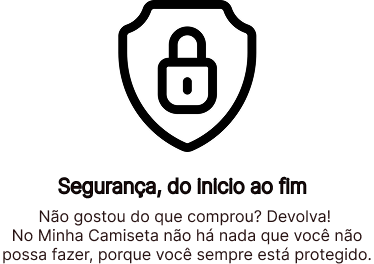 Segurança, do inicio ao fim
Não gostou do que comprou? Devolva!
No Minha Camiseta não há nada que você não
possa fazer, porque você sempre está protegido.